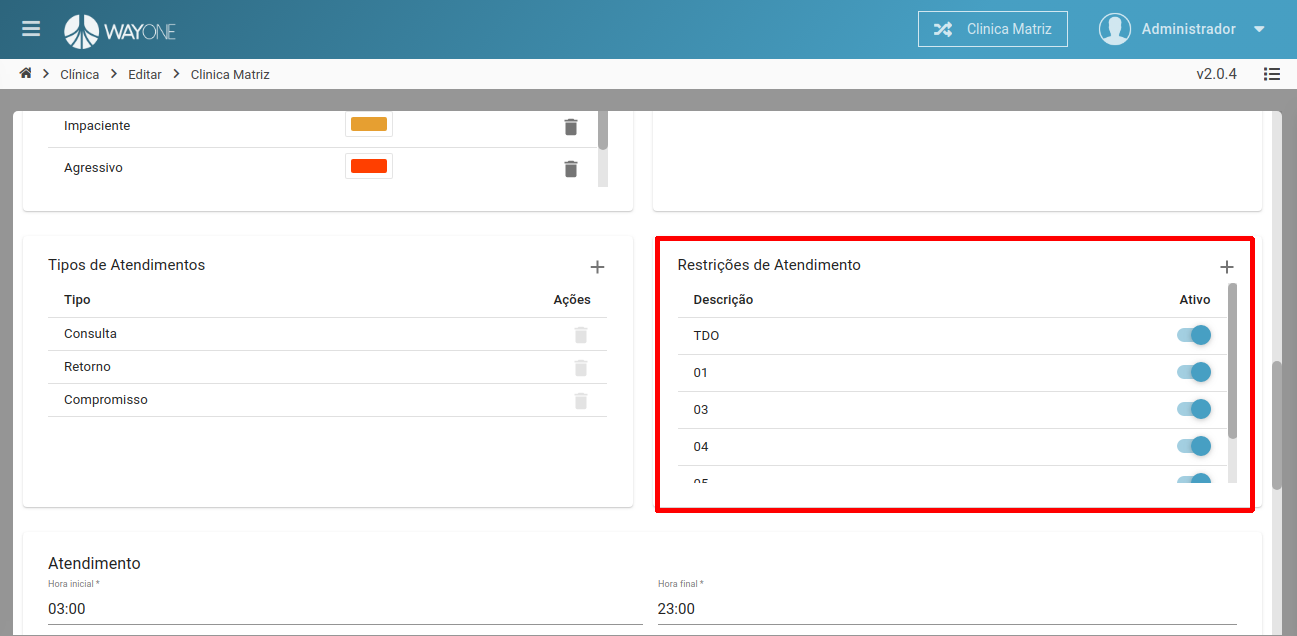 WAYONE
Clinica Matriz
Administrador
Clínica
Editar
Clinica Matriz
v2.0.4
Impaciente
Agressivo
Tipos de Atendimentos
Tipo
Ações
Consulta
Retorno
Compromisso
Restrições de Atendimento
Descrição
Ativo
TDO
01
03
04
05
Atendimento
Hora inicial *
03:00
Hora final *
23:00